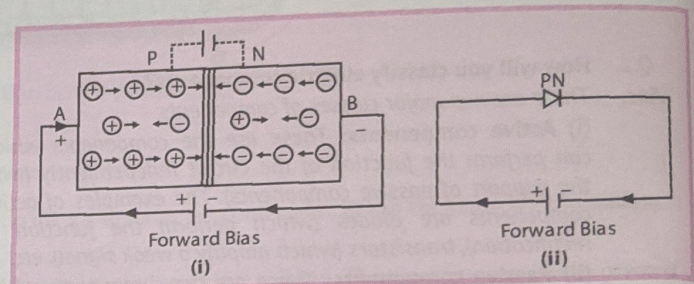 P N
A B
+ −
+ −
Forward Bias
(i)
PN
+ −
Forward Bias
(ii)